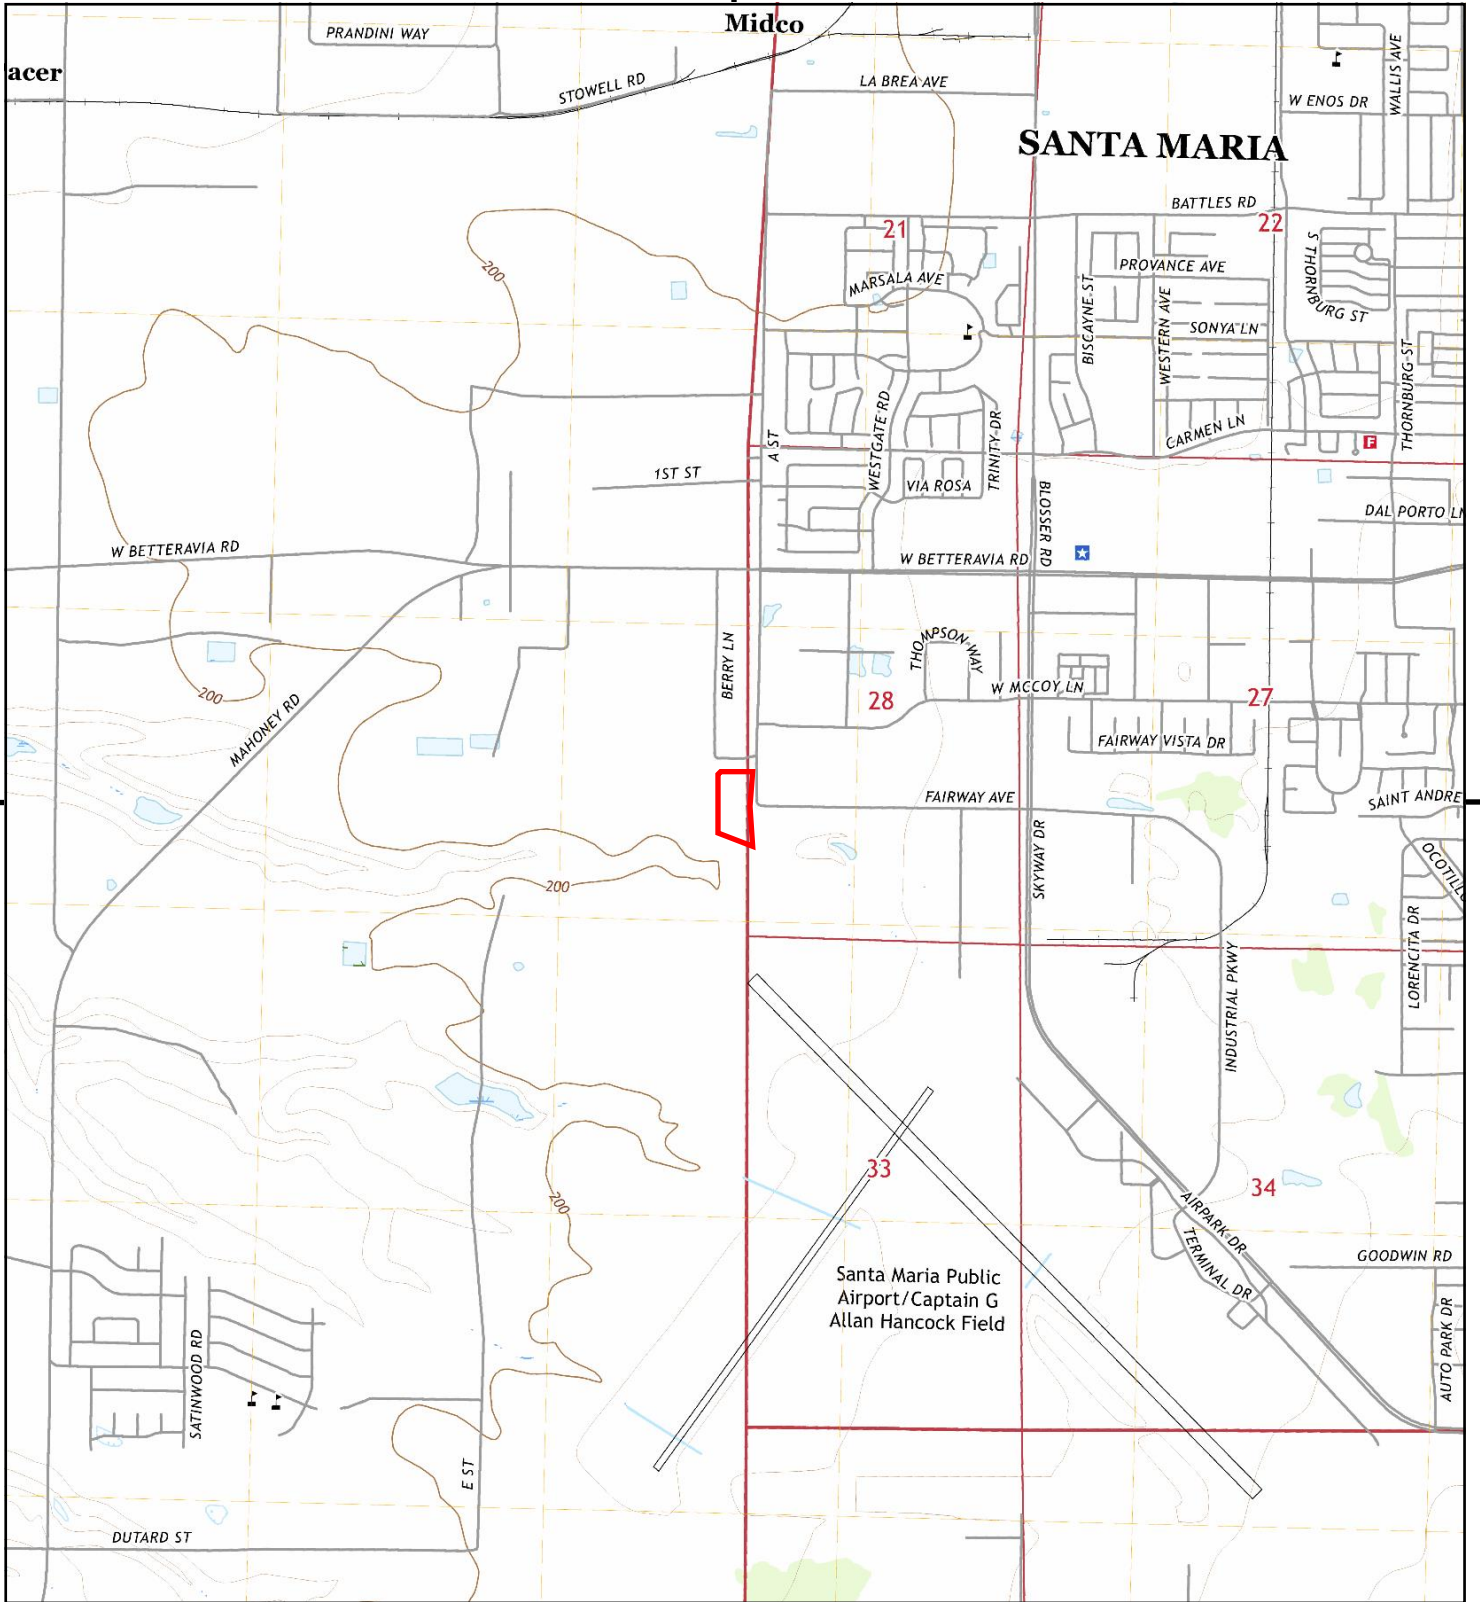 Midco
PRANDINI WAY
acer
STOWELL RD
LA BREA AVE
WALLIS AVE
W ENOS DR
SANTA MARIA
BATTLES RD
21
22
S THORNBURG ST
200
MARSALA AVE
PROVANCE AVE
BISCAYNE ST
WESTERN AVE
SONYA LN
THORNBURG ST
WESTGATE RD
TRINITY DR
A ST
CARMEN LN
F
1ST ST
VIA ROSA
BLOSSER RD
DAL PORTO LN
W BETTERAVIA RD
W BETTERAVIA RD
BERRY LN
THOMPSON WAY
200
MAHONEY RD
28
W MCCOY LN
27
FAIRWAY VISTA DR
FAIRWAY AVE
SAINT ANDRE
SKYWAY DR
OCOTILLO
200
LORENCITA DR
INDUSTRIAL PKWY
33
34
200
AIRPARK DR
TERMINAL DR
GOODWIN RD
Santa Maria Public
Airport/Captain G
Allan Hancock Field
SATINWOOD RD
AUTO PARK DR
E ST
DUTARD ST